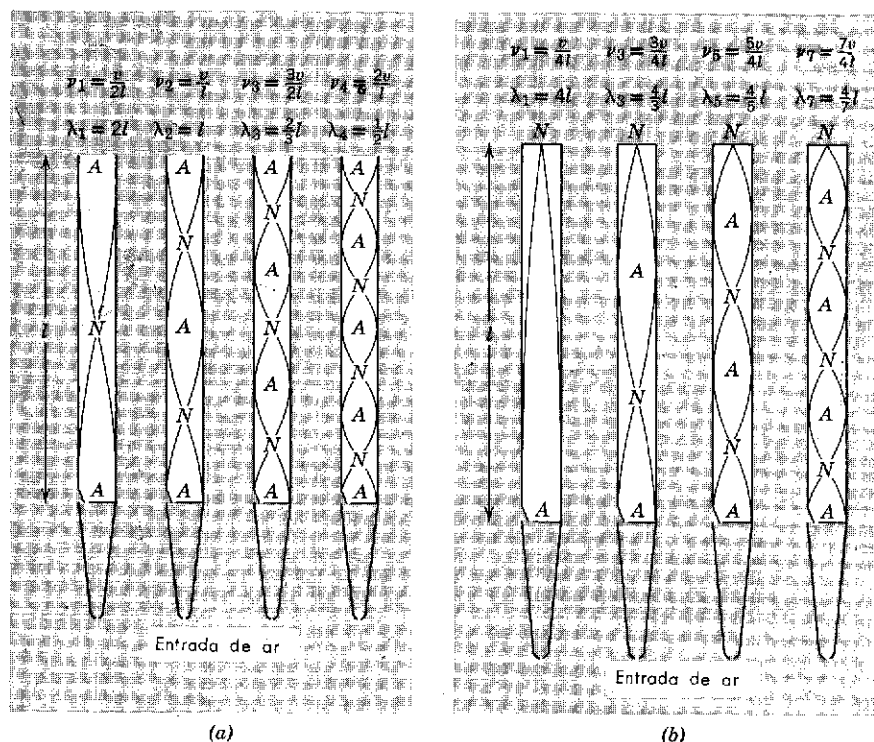 ν₁ = v/2l ν₂ = v/l ν₃ = 3v/2l ν₄ = 2v/l
λ₁ = 2l λ₂ = l λ₃ = 2/3 l λ₄ = 1/2 l
A A A A
N
N
A
N
A
N
N A A N
N
A
N
N
A
N
A A A A
l
Entrada de ar
(a)
ν₁ = v/4l ν₃ = 3v/4l ν₅ = 5v/4l ν₇ = 7v/4l
λ₁ = 4l λ₃ = 4/3 l λ₅ = 4/5 l λ₇ = 4/7 l
N N N N
A
A
N
A
N
A
N
A
N
A
N
N
A A A A
l
Entrada de ar
(b)